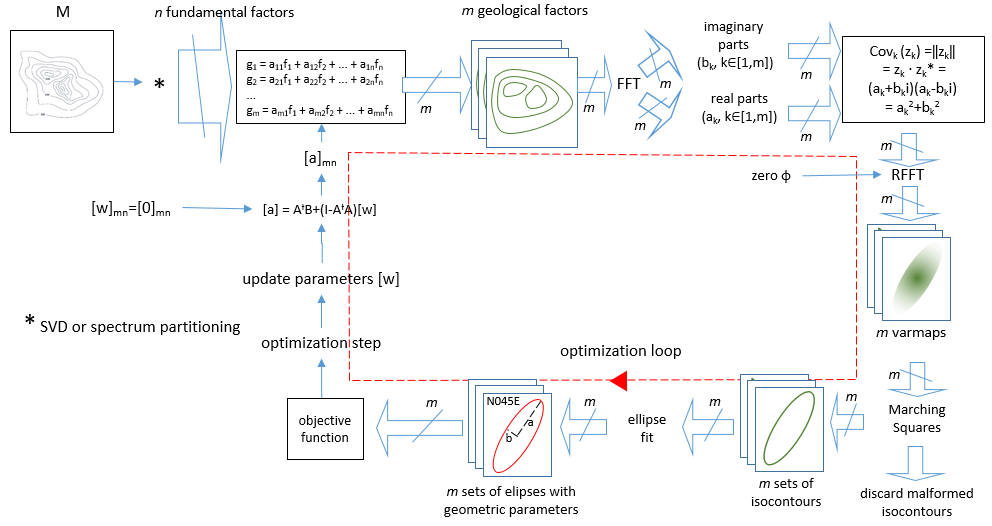 M
n fundamental factors
m geological factors
*
g₁ = a₁₁f₁ + a₁₂f₂ + ... + a₁ₙfₙ
g₂ = a₂₁f₁ + a₂₂f₂ + ... + a₂ₙfₙ
...
gₘ = aₘ₁f₁ + aₘ₂f₂ + ... + aₘₙfₙ
m
m
FFT
m
imaginary
parts
(bₖ, k∈[1,m])
real parts
(aₖ, k∈[1,m])
m
m
Covₖ (zₖ) =‖zₖ‖
= zₖ · zₖ* =
(aₖ+bₖi)(aₖ-bₖi)
= aₖ²+bₖ²
m
zero ϕ
RFFT
m
m varmaps
m
Marching
Squares
discard malformed
isocontours
m
m sets of
isocontours
m
ellipse
fit
m
N045E
a
b
m sets of elipses with
geometric parameters
m
objective
function
optimization loop
optimization step
update parameters [w]
[w]ₘₙ=[0]ₘₙ
[a] = A†B+(I-A†A)[w]
[a]ₘₙ
* SVD or spectrum partitioning